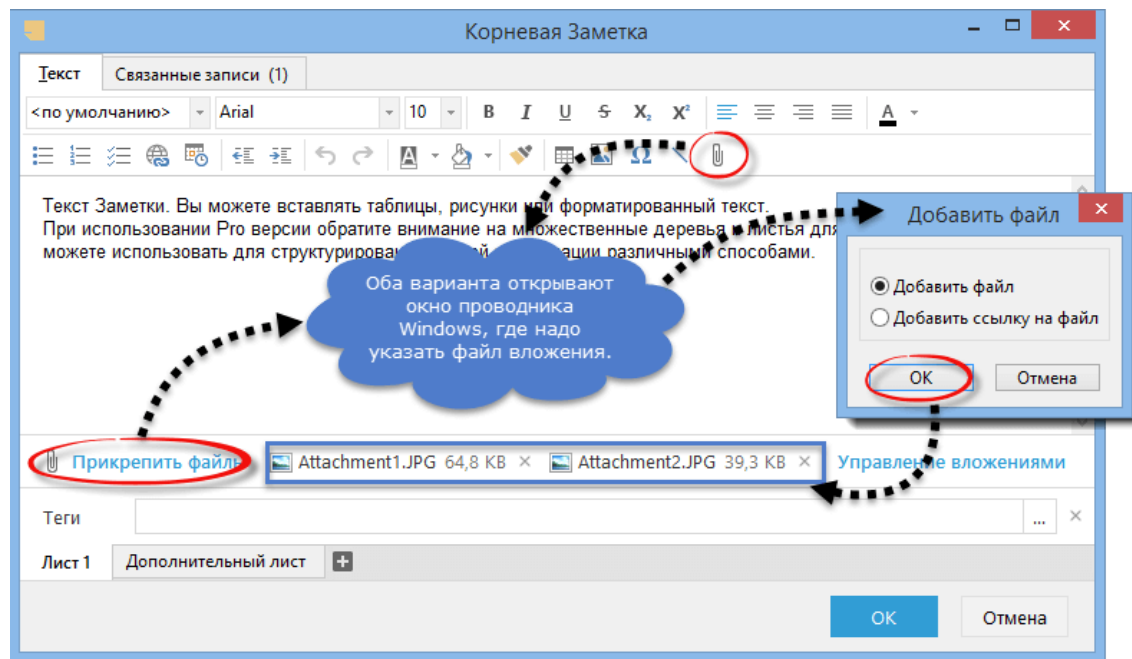 Корневая Заметка
Текст Связанные записи (1)
<по умолчанию> Arial 10 B I U S X₂ X² A
A Ω
Текст Заметки. Вы можете вставлять таблицы, рисунки или форматированный текст.
При использовании Pro версии обратите внимание на множественные деревья и листья для
можете использовать для
различными способами.
Оба варианта открывают
окно проводника
Windows, где надо
указать файл вложения.
Добавить файл
Добавить файл
Добавить ссылку на файл
OK Отмена
Прикрепить файлы Attachment1.JPG 64,8 KB × Attachment2.JPG 39,3 KB × Управление вложениями
Теги ... ×
Лист 1 Дополнительный лист +
OK Отмена